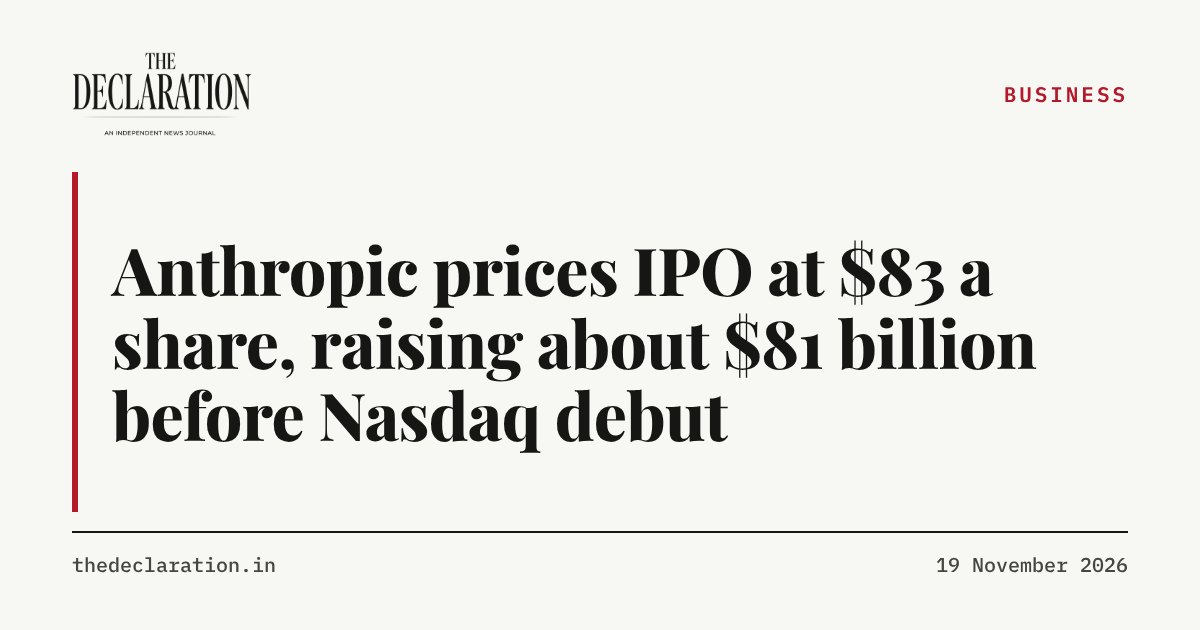 THE
DECLARATION
AN INDEPENDENT NEWS JOURNAL
BUSINESS
Anthropic prices IPO at $83 a
share, raising about $81 billion
before Nasdaq debut
thedeclaration.in
19 November 2026